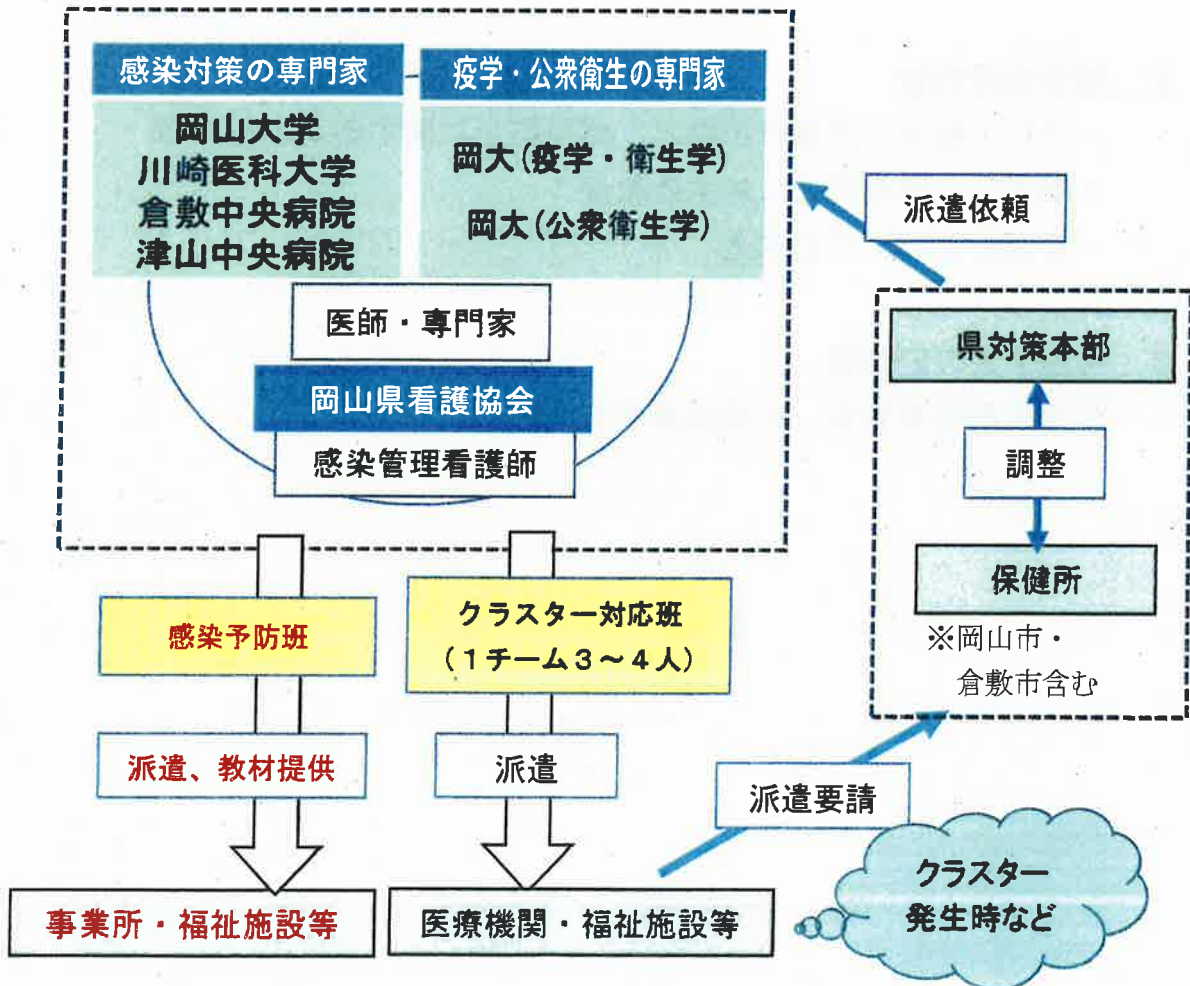 感染対策の専門家
疫学・公衆衛生の専門家
岡山大学
川崎医科大学
倉敷中央病院
津山中央病院
岡大(疫学・衛生学)
岡大(公衆衛生学)
医師・専門家
岡山県看護協会
感染管理看護師
派遣依頼
県対策本部
調整
保健所
※岡山市・
倉敷市含む
感染予防班
クラスター対応班
(1チーム3~4人)
派遣、教材提供
派遣
派遣要請
事業所・福祉施設等
医療機関・福祉施設等
クラスター
発生時など